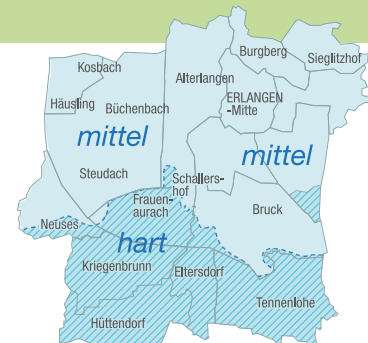 Burgberg
Sieglitzhof
Kosbach
Alterlangen
Häusling
Büchenbach
ERLANGEN
-Mitte
mittel
mittel
Steudach
Schallers-
hof
Frauen-
aurach
Bruck
Neuses
hart
Kriegenbrunn
Eltersdorf
Tennenlohe
Hüttendorf